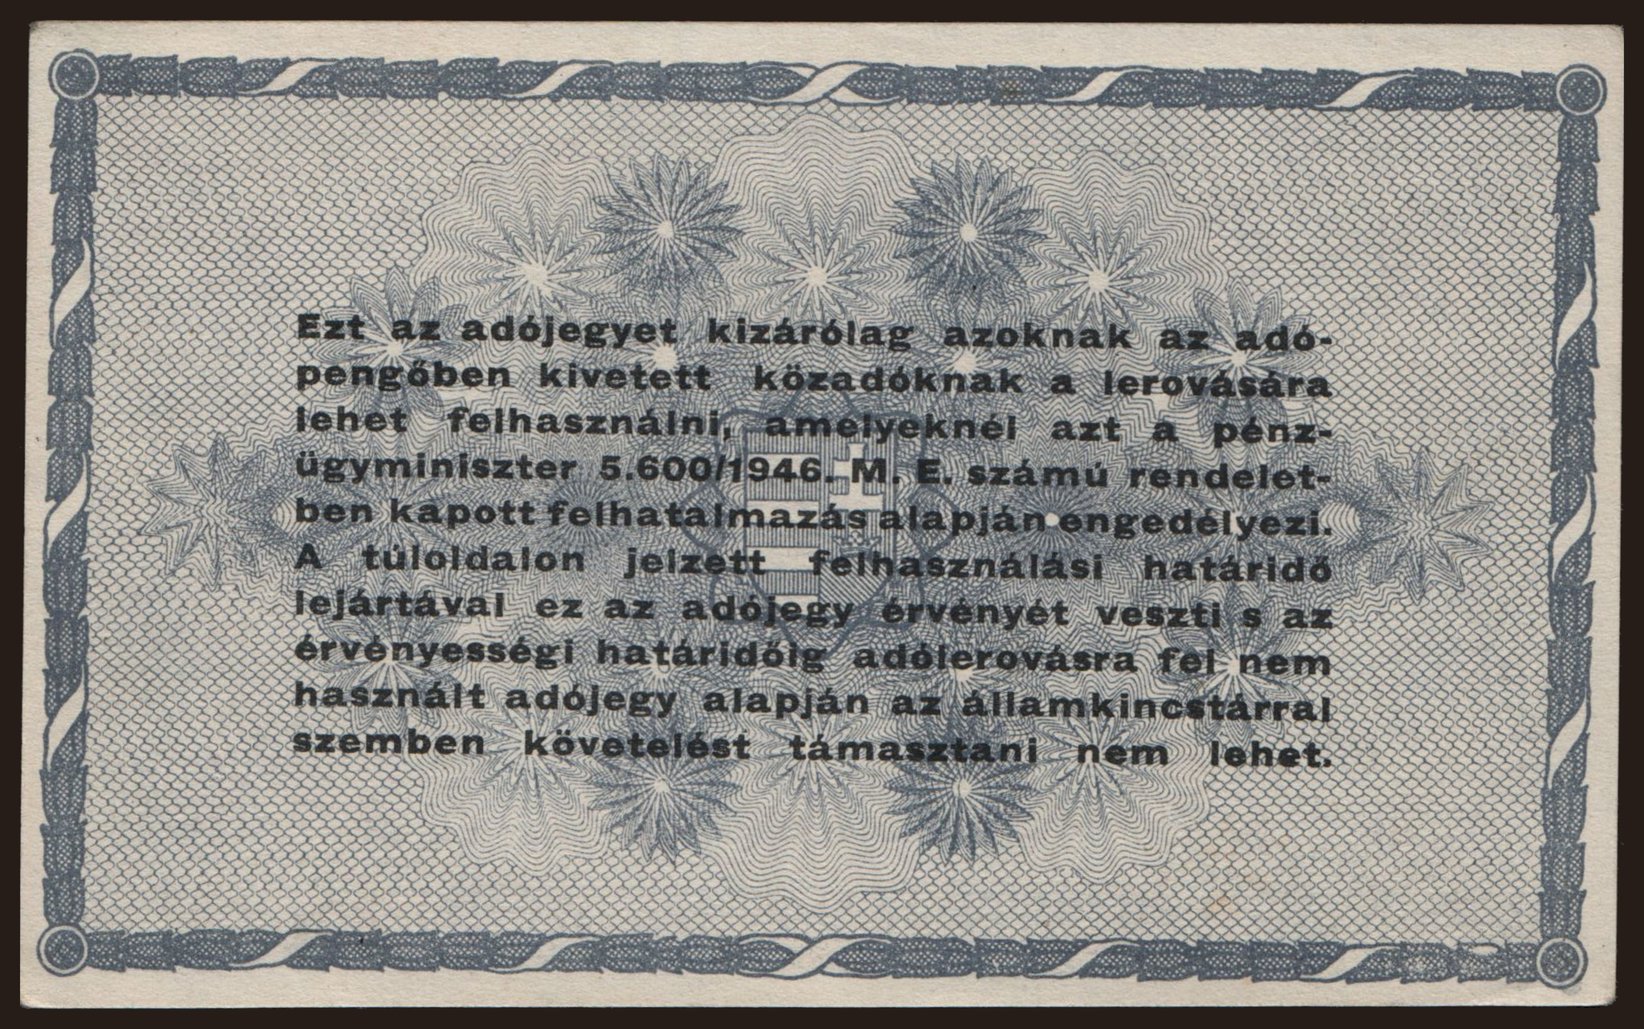 Ezt az adójegyet kizárólag azoknak az adó-
pengőben kivetett közadóknak a lerovására
lehet felhasználni, amelyeknél azt a pénz-
ügyminiszter 5.600/1946. M. E. számú rendelet-
ben kapott felhatalmazás alapján engedélyezi.
A túloldalon jelzett felhasználási határidő
lejártával ez az adójegy érvényét veszti s az
érvényességi határidőig adólerovásra fel nem
használt adójegy alapján az államkincstárral
szemben követelést támasztani nem lehet.